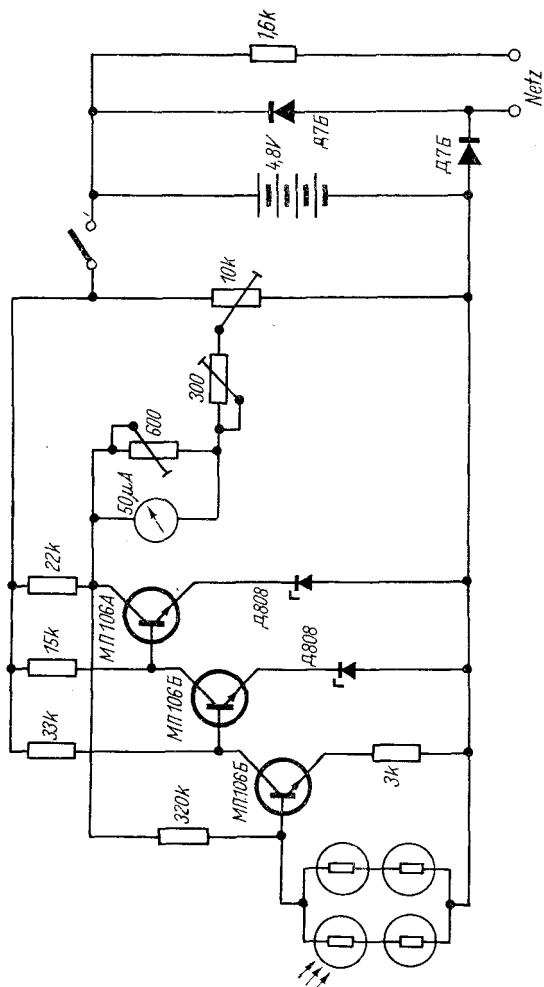 1,6k
Netz
Д7Б
4,8V
Д7Б
10k
300
600
50µA
22k
МП106А
Д808
15k
МП106Б
Д808
33k
МП106Б
3k
320k